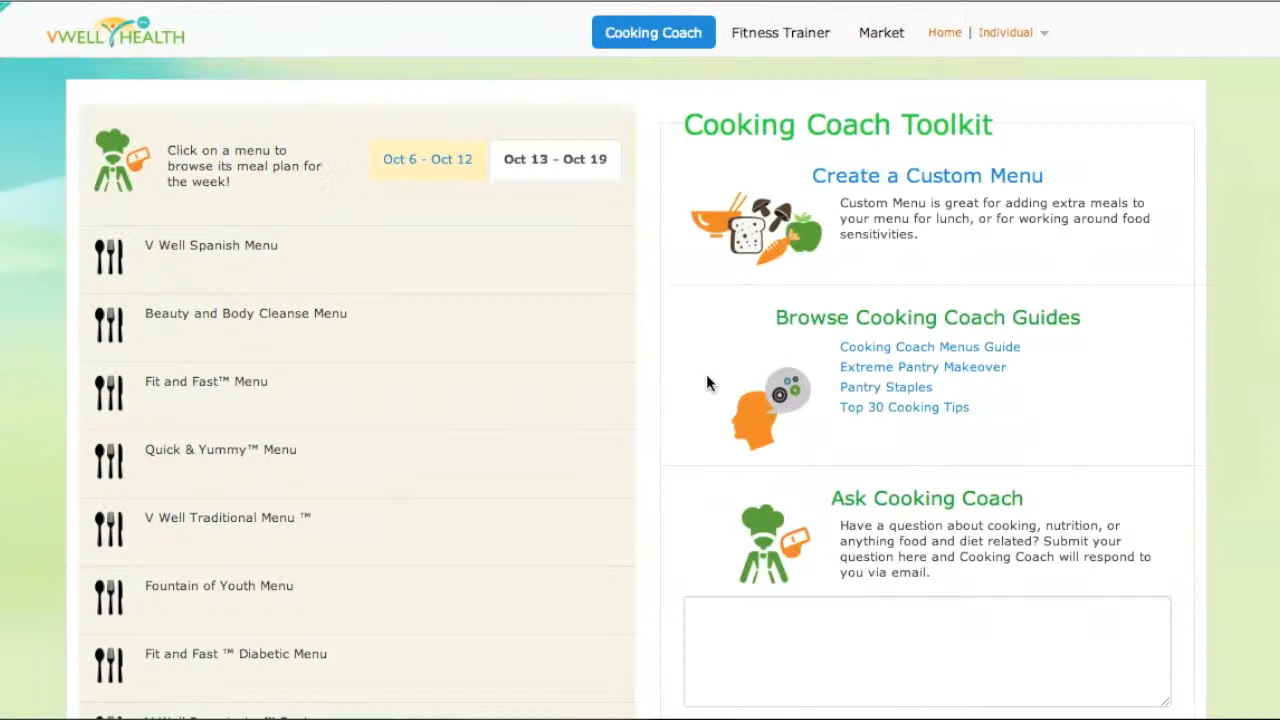 VWELL HEALTH
Cooking Coach
Fitness Trainer
Market
Home | Individual
Click on a menu to
browse its meal plan for
the week!
Oct 6 - Oct 12
Oct 13 - Oct 19
V Well Spanish Menu
Beauty and Body Cleanse Menu
Fit and Fast™ Menu
Quick & Yummy™ Menu
V Well Traditional Menu ™
Fountain of Youth Menu
Fit and Fast ™ Diabetic Menu
Cooking Coach Toolkit
Create a Custom Menu
Custom Menu is great for adding extra meals to
your menu for lunch, or for working around food
sensitivities.
Browse Cooking Coach Guides
Cooking Coach Menus Guide
Extreme Pantry Makeover
Pantry Staples
Top 30 Cooking Tips
Ask Cooking Coach
Have a question about cooking, nutrition, or
anything food and diet related? Submit your
question here and Cooking Coach will respond to
you via email.